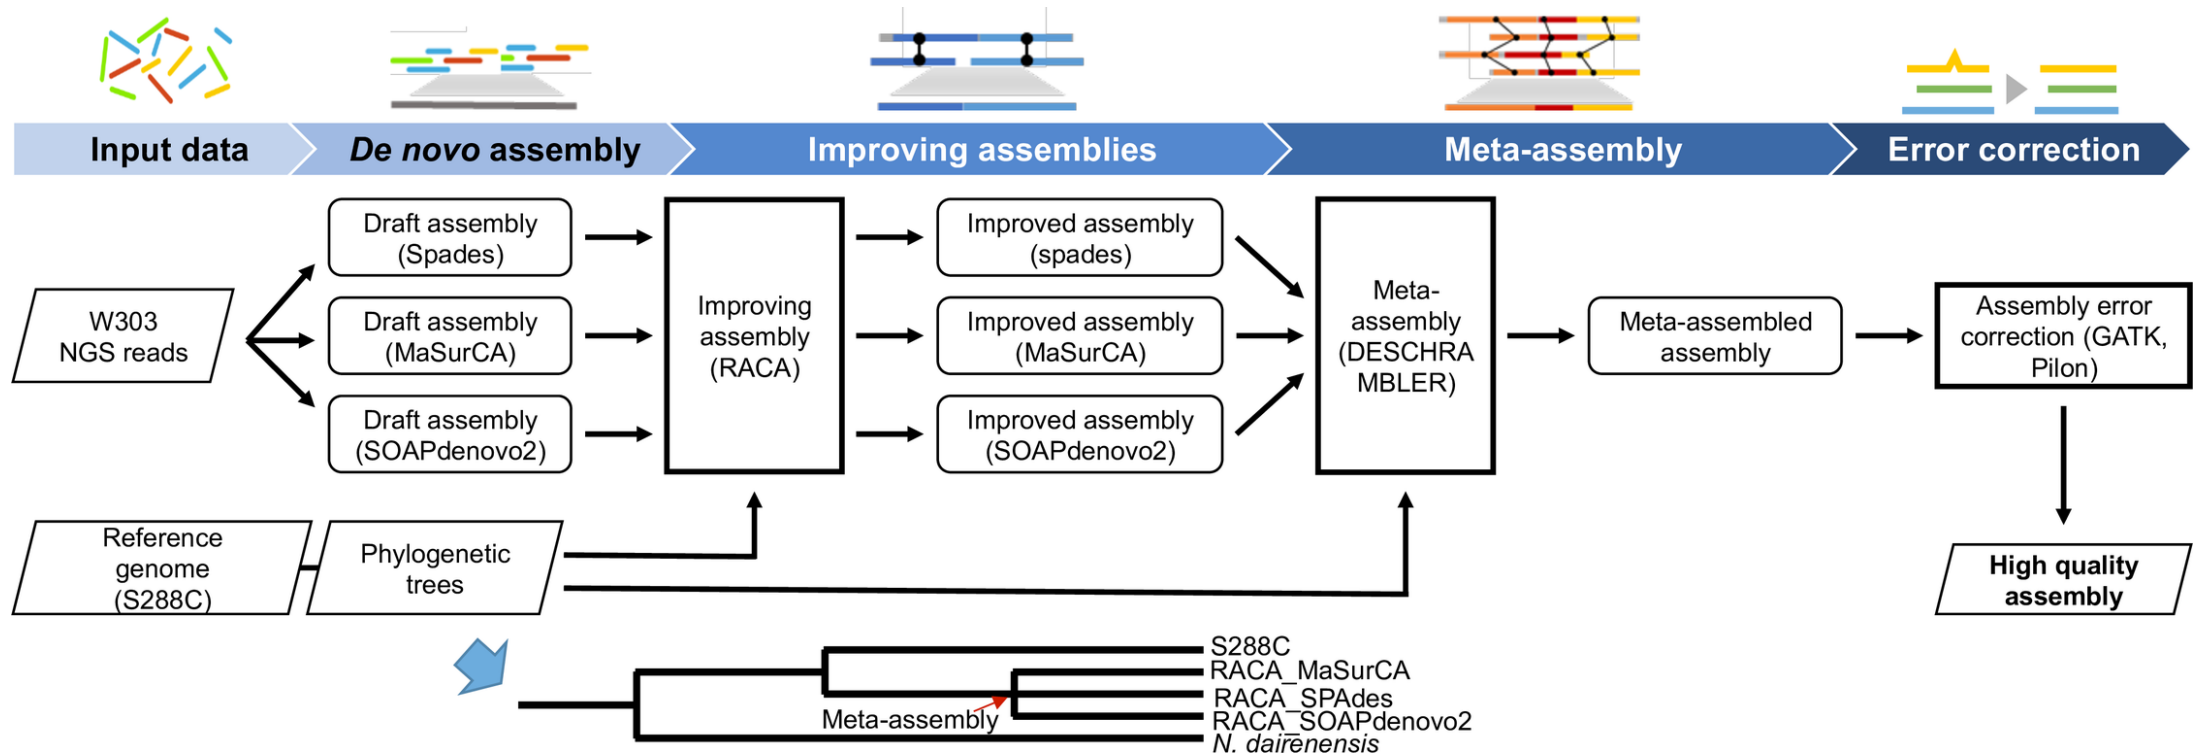 Input data
De novo assembly
Improving assemblies
Meta-assembly
Error correction
W303
NGS reads
Draft assembly
(Spades)
Draft assembly
(MaSurCA)
Draft assembly
(SOAPdenovo2)
Improving
assembly
(RACA)
Improved assembly
(spades)
Improved assembly
(MaSurCA)
Improved assembly
(SOAPdenovo2)
Meta-
assembly
(DESCHRA
MBLER)
Meta-assembled
assembly
Assembly error
correction (GATK,
Pilon)
Reference
genome
(S288C)
Phylogenetic
trees
High quality
assembly
S288C
RACA_MaSurCA
RACA_SPAdes
Meta-assembly
RACA_SOAPdenovo2
N. dairenensis